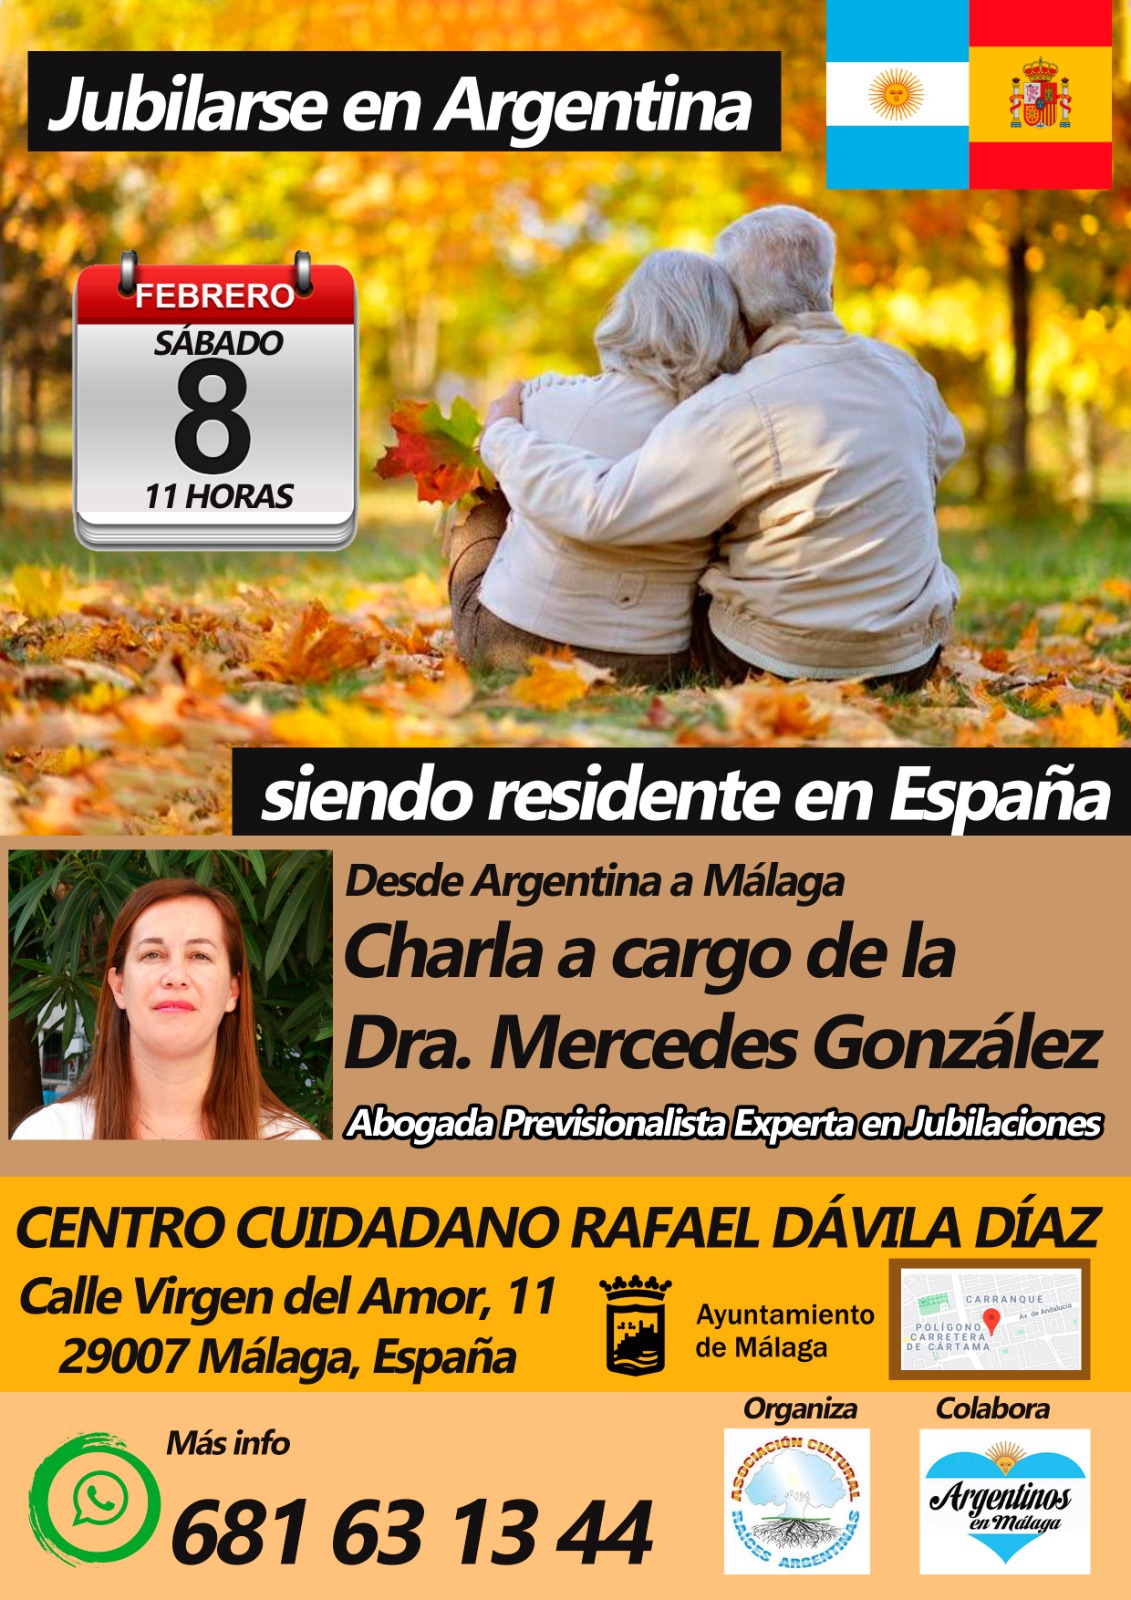 Jubilarse en Argentina
FEBRERO
SÁBADO
8
11 HORAS
siendo residente en España
Desde Argentina a Málaga
Charla a cargo de la
Dra. Mercedes González
Abogada Previsionalista Experta en Jubilaciones
CENTRO CUIDADANO RAFAEL DÁVILA DÍAZ
Calle Virgen del Amor, 11
29007 Málaga, España
Ayuntamiento
de Málaga
CARRANQUE
Av. de Andalucía
POLÍGONO
CARRETERA
DE CÁRTAMA
Más info
681 63 13 44
Organiza
ASOCIACIÓN CULTURAL
RAÍCES ARGENTINAS
Colabora
Argentinos
en Málaga